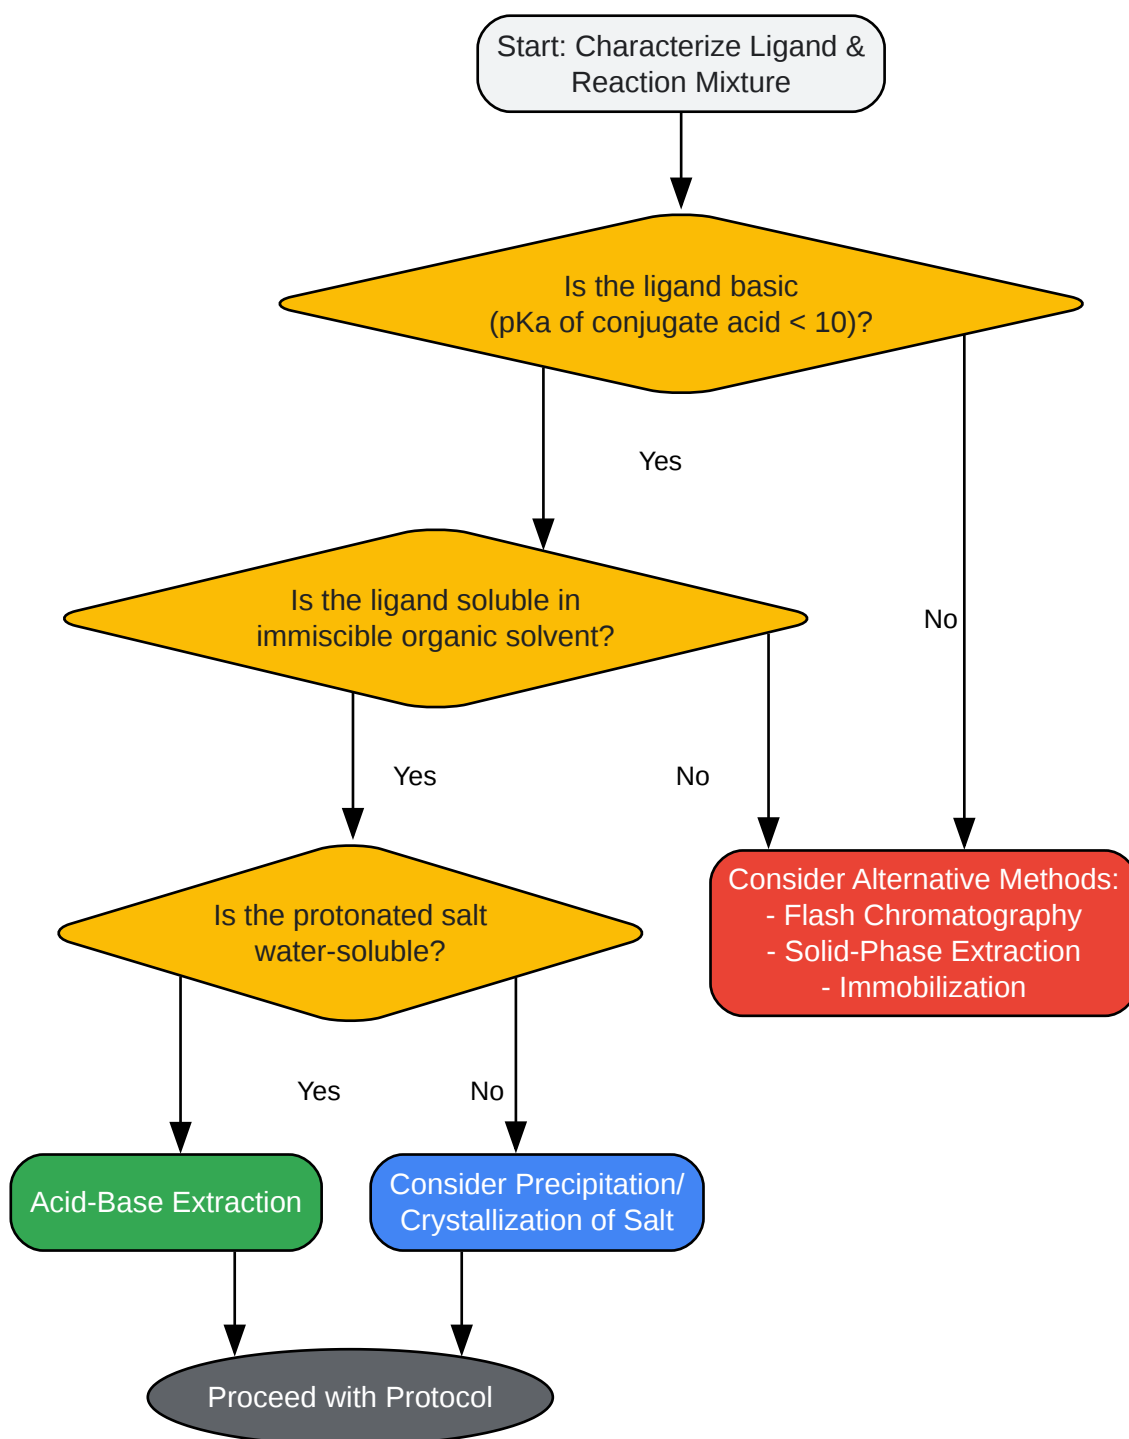 Start: Characterize Ligand &
Reaction Mixture
Is the ligand basic
(pKa of conjugate acid < 10)?
Yes
Is the ligand soluble in
immiscible organic solvent?
No
Yes
No
Is the protonated salt
water-soluble?
Consider Alternative Methods:
- Flash Chromatography
- Solid-Phase Extraction
- Immobilization
Yes
No
Acid-Base Extraction
Consider Precipitation/
Crystallization of Salt
Proceed with Protocol